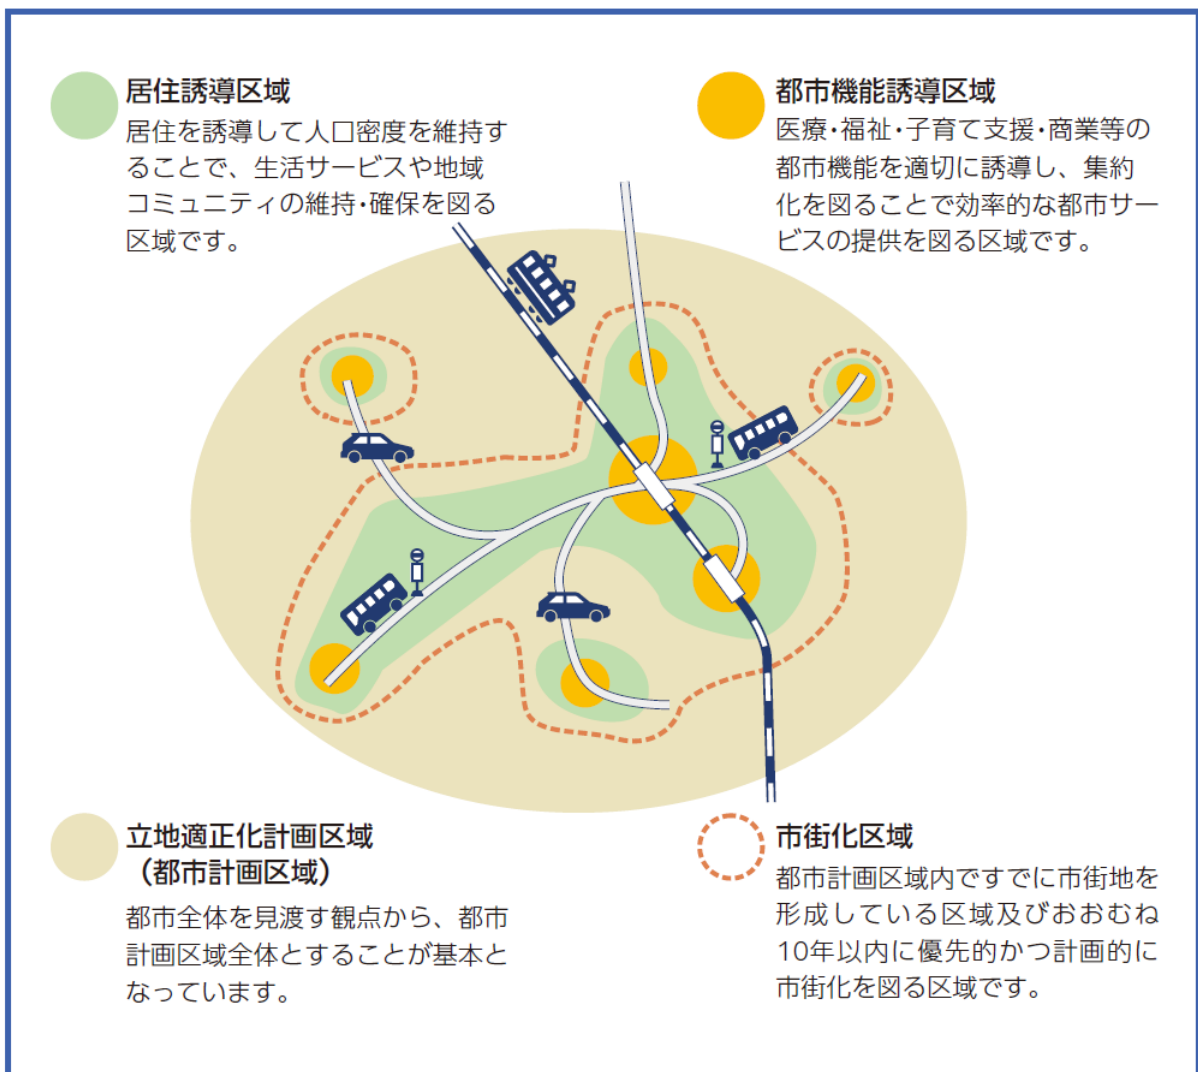 居住誘導区域
居住を誘導して人口密度を維持す
ることで、生活サービスや地域
コミュニティの維持・確保を図る
区域です。
都市機能誘導区域
医療・福祉・子育て支援・商業等の
都市機能を適切に誘導し、集約
化を図ることで効率的な都市サー
ビスの提供を図る区域です。
立地適正化計画区域
（都市計画区域）
都市全体を見渡す観点から、都市
計画区域全体とすることが基本と
なっています。
市街化区域
都市計画区域内ですでに市街地を
形成している区域及びおおむね
10年以内に優先的かつ計画的に
市街化を図る区域です。